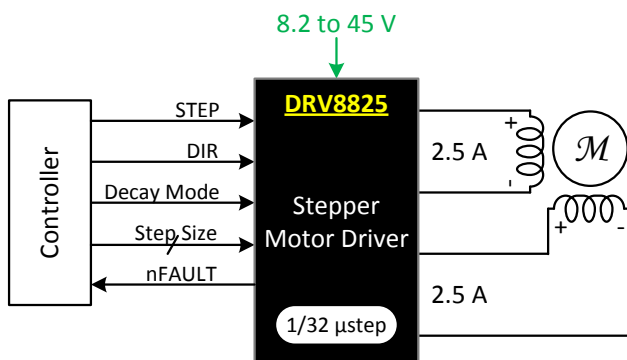 8.2 to 45 V
DRV8825
Controller
STEP
DIR
Decay Mode
Step Size
nFAULT
Stepper
Motor Driver
1/32 µstep
+
2.5 A
-
M
+ -
2.5 A